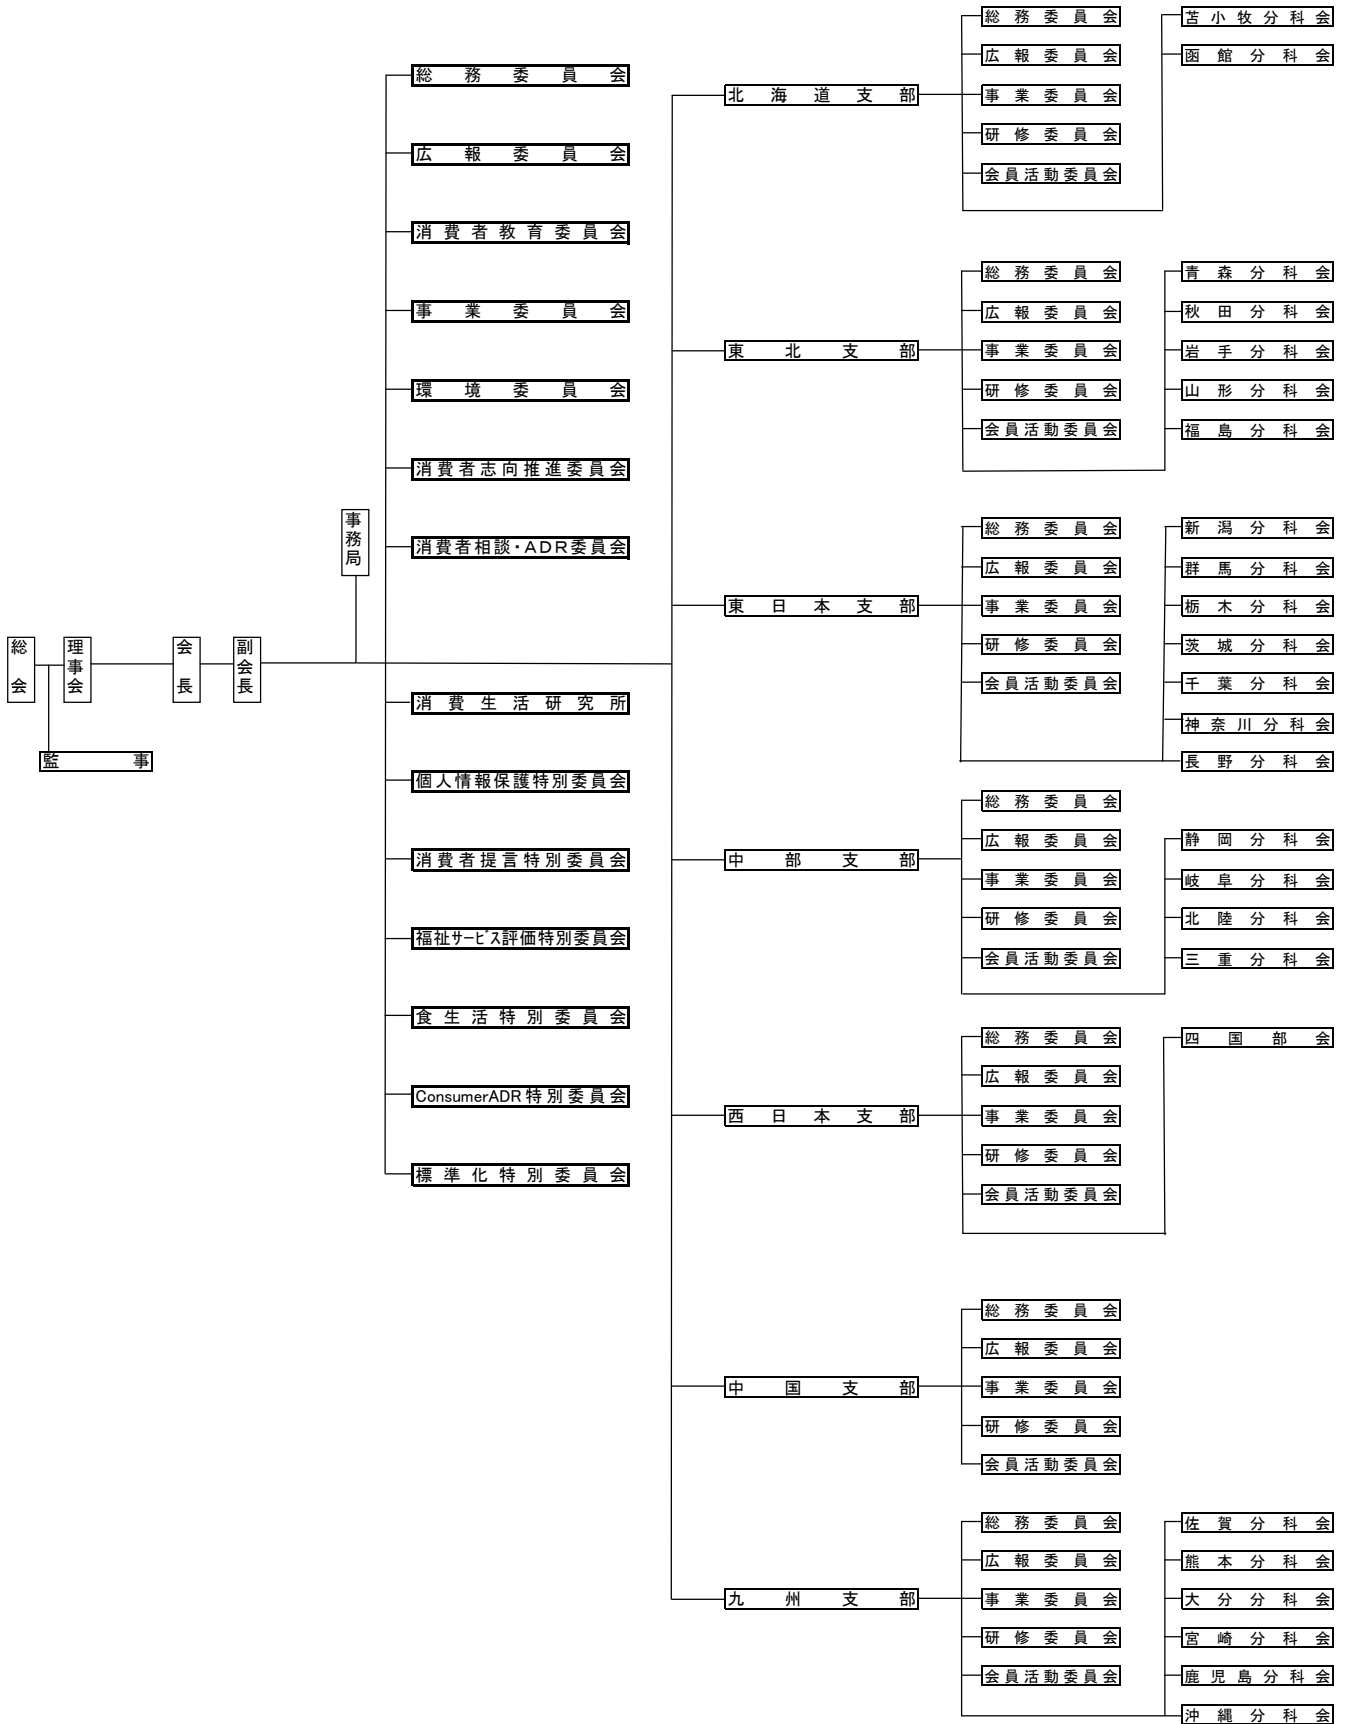 総会
理事会
会長
副会長
事務局
監事
総務委員会
広報委員会
消費者教育委員会
事業委員会
環境委員会
消費者志向推進委員会
消費者相談・ADR委員会
消費生活研究所
個人情報保護特別委員会
消費者提言特別委員会
福祉ｻｰﾋﾞｽ評価特別委員会
食生活特別委員会
ConsumerADR特別委員会
標準化特別委員会
北海道支部
総務委員会
広報委員会
事業委員会
研修委員会
会員活動委員会
苫小牧分科会
函館分科会
東北支部
総務委員会
広報委員会
事業委員会
研修委員会
会員活動委員会
青森分科会
秋田分科会
岩手分科会
山形分科会
福島分科会
東日本支部
総務委員会
広報委員会
事業委員会
研修委員会
会員活動委員会
新潟分科会
群馬分科会
栃木分科会
茨城分科会
千葉分科会
神奈川分科会
長野分科会
中部支部
総務委員会
広報委員会
事業委員会
研修委員会
会員活動委員会
静岡分科会
岐阜分科会
北陸分科会
三重分科会
西日本支部
総務委員会
広報委員会
事業委員会
研修委員会
会員活動委員会
四国部会
中国支部
総務委員会
広報委員会
事業委員会
研修委員会
会員活動委員会
九州支部
総務委員会
広報委員会
事業委員会
研修委員会
会員活動委員会
佐賀分科会
熊本分科会
大分分科会
宮崎分科会
鹿児島分科会
沖縄分科会